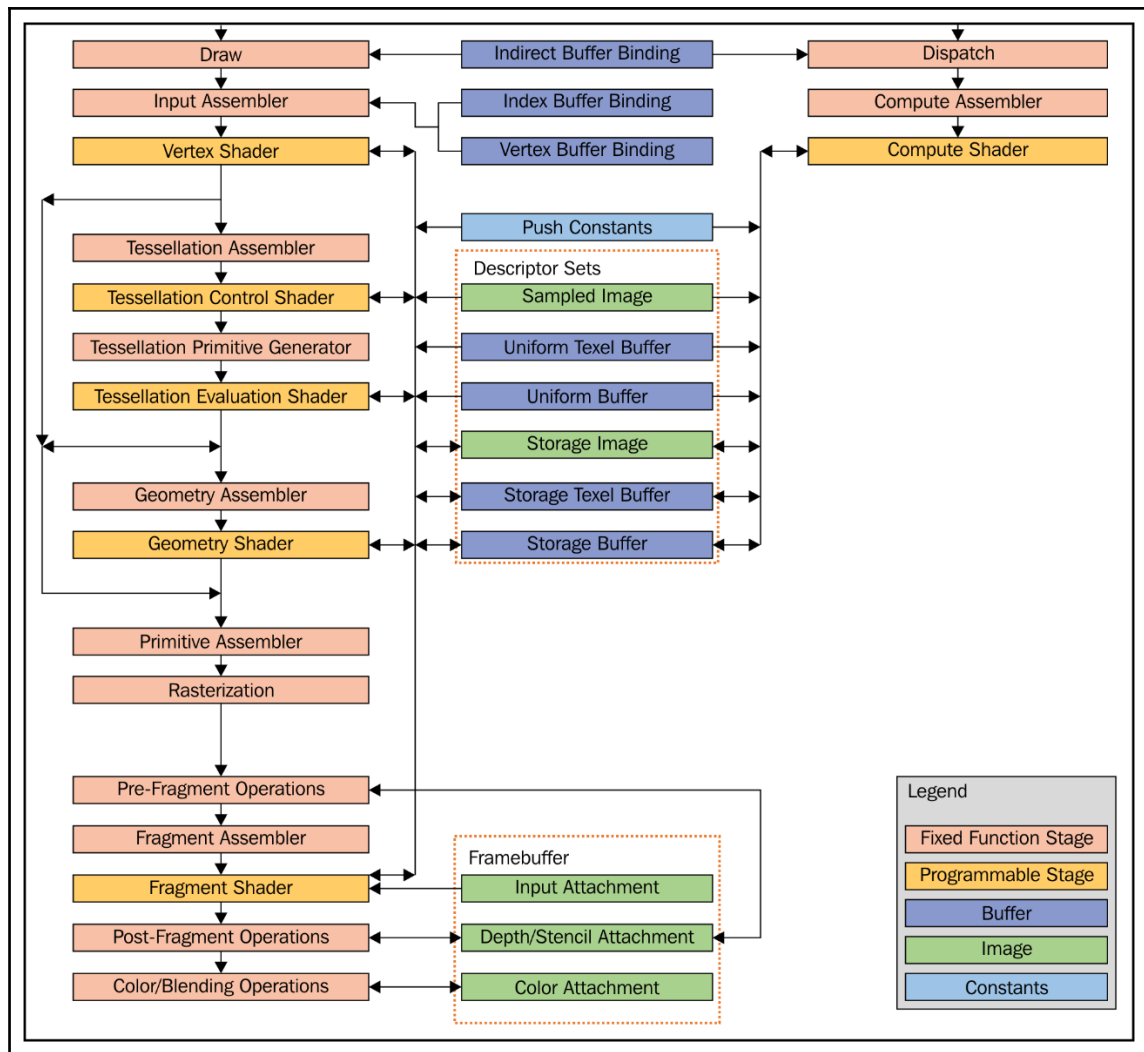 Draw
Indirect Buffer Binding
Dispatch
Input Assembler
Index Buffer Binding
Compute Assembler
Vertex Shader
Vertex Buffer Binding
Compute Shader
Push Constants
Tessellation Assembler
Descriptor Sets
Tessellation Control Shader
Sampled Image
Tessellation Primitive Generator
Uniform Texel Buffer
Tessellation Evaluation Shader
Uniform Buffer
Storage Image
Geometry Assembler
Storage Texel Buffer
Geometry Shader
Storage Buffer
Primitive Assembler
Rasterization
Pre-Fragment Operations
Fragment Assembler
Framebuffer
Fragment Shader
Input Attachment
Post-Fragment Operations
Depth/Stencil Attachment
Color/Blending Operations
Color Attachment
Legend
Fixed Function Stage
Programmable Stage
Buffer
Image
Constants